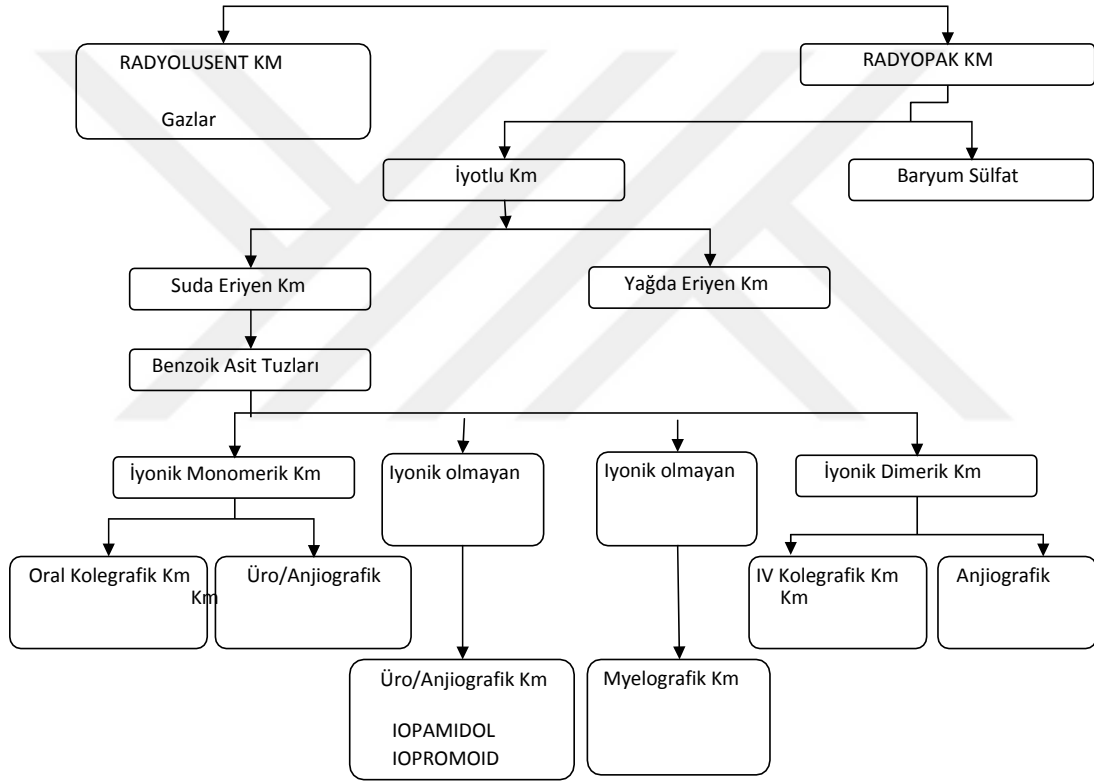 RADYOLUSENT KM
Gazlar
RADYOPAK KM
İyotlu Km
Baryum Sülfat
Suda Eriyen Km
Yağda Eriyen Km
Benzoik Asit Tuzları
İyonik Monomerik Km
Iyonik olmayan
Iyonik olmayan
İyonik Dimerik Km
Oral Kolegrafik Km
Km
Üro/Anjiografik
IV Kolegrafik Km
Km
Anjiografik
Üro/Anjiografik Km
IOPAMIDOL
IOPROMOID
Myelografik Km